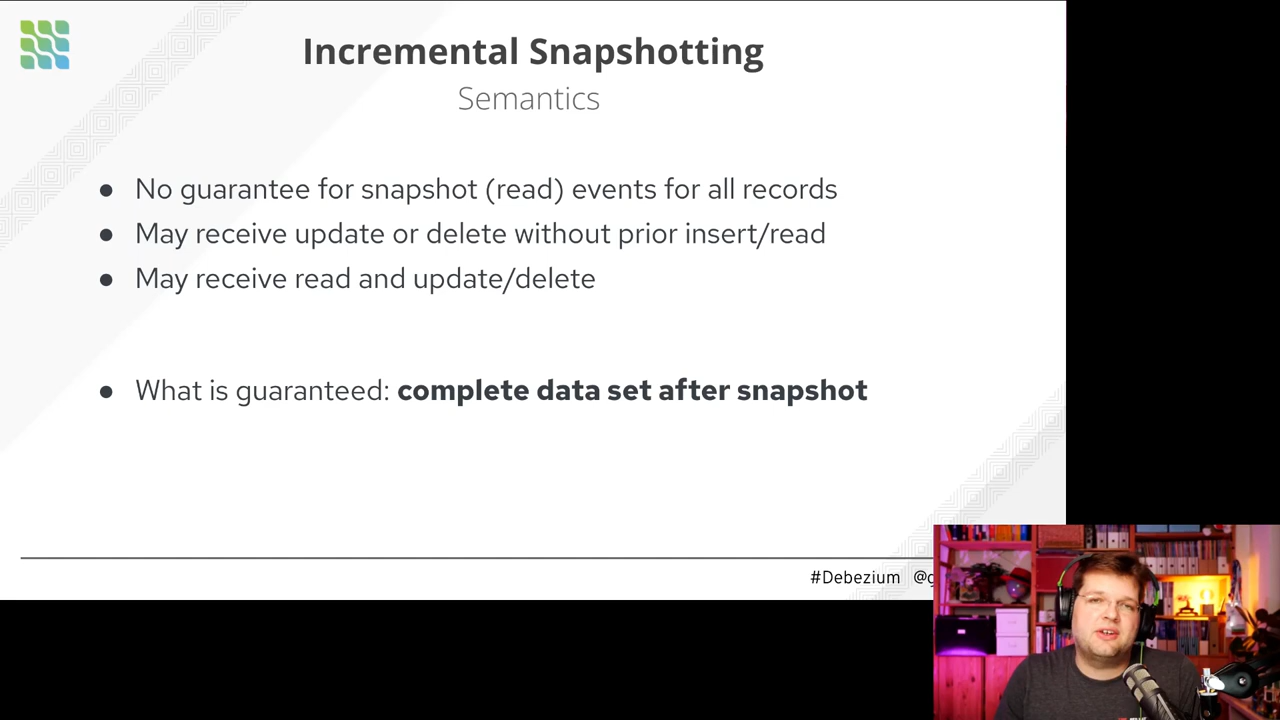 Incremental Snapshotting
Semantics
● No guarantee for snapshot (read) events for all records
● May receive update or delete without prior insert/read
● May receive read and update/delete
● What is guaranteed: complete data set after snapshot
#Debezium @g